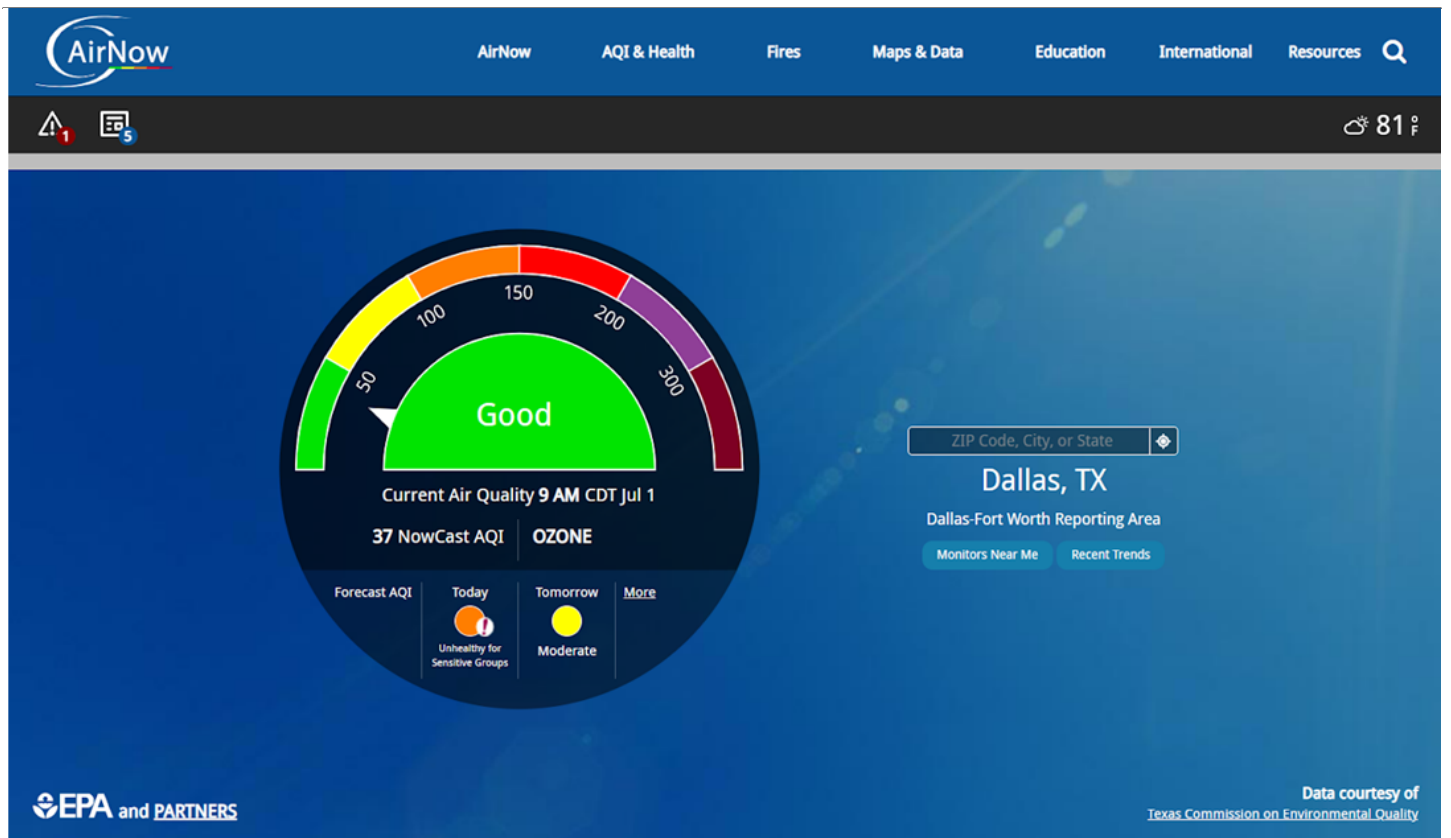 AirNow
AirNow AQI & Health Fires Maps & Data Education International Resources
1 5 81 °F
150
100 200
50 300
Good
Current Air Quality 9 AM CDT Jul 1
37 NowCast AQI OZONE
Forecast AQI Today Tomorrow More
Unhealthy for
Sensitive Groups
Moderate
ZIP Code, City, or State
Dallas, TX
Dallas-Fort Worth Reporting Area
Monitors Near Me Recent Trends
EPA and PARTNERS
Data courtesy of
Texas Commission on Environmental Quality